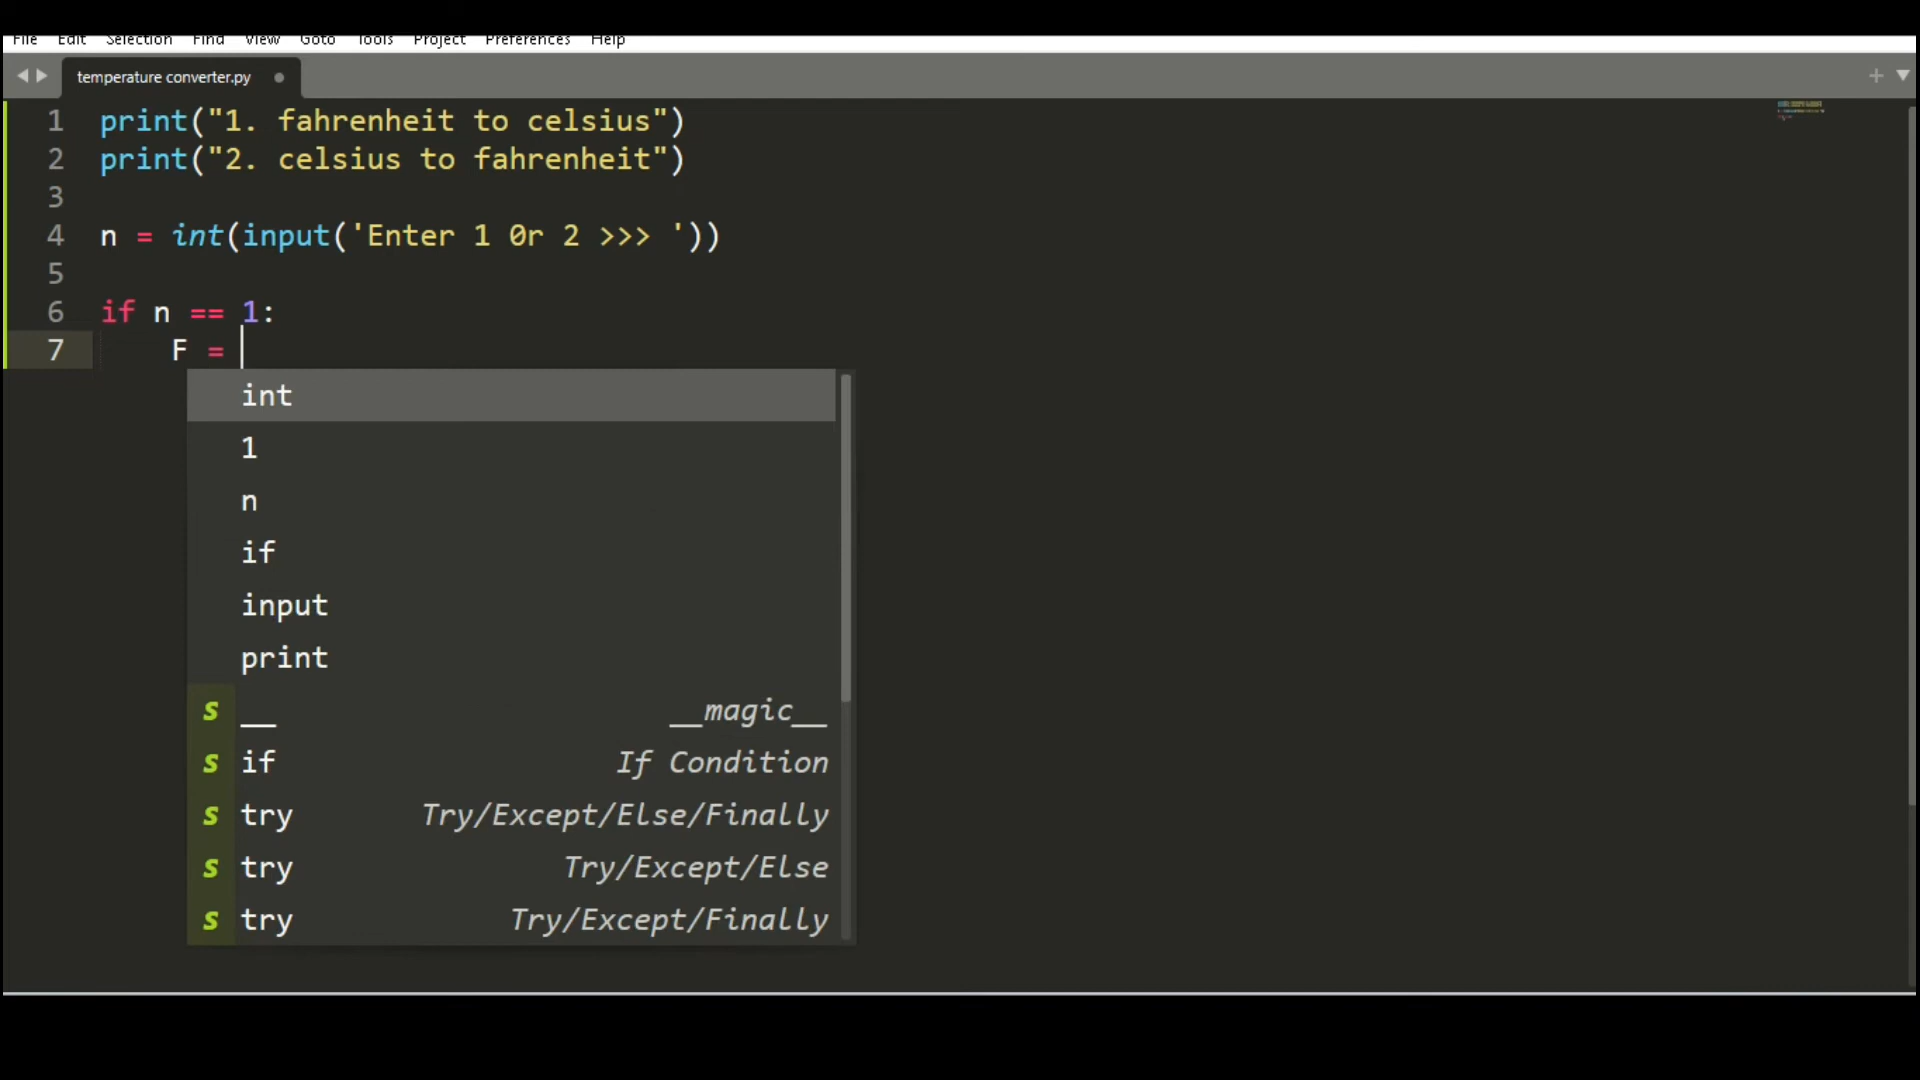 File Edit Selection Find View Goto Tools Project Preferences Help
temperature converter.py
1 print("1. fahrenheit to celsius")
2 print("2. celsius to fahrenheit")
3
4 n = int(input('Enter 1 0r 2 >>> '))
5
6 if n == 1:
7 F =
int
1
n
if
input
print
s __ __magic__
s if If Condition
s try Try/Except/Else/Finally
s try Try/Except/Else
s try Try/Except/Finally